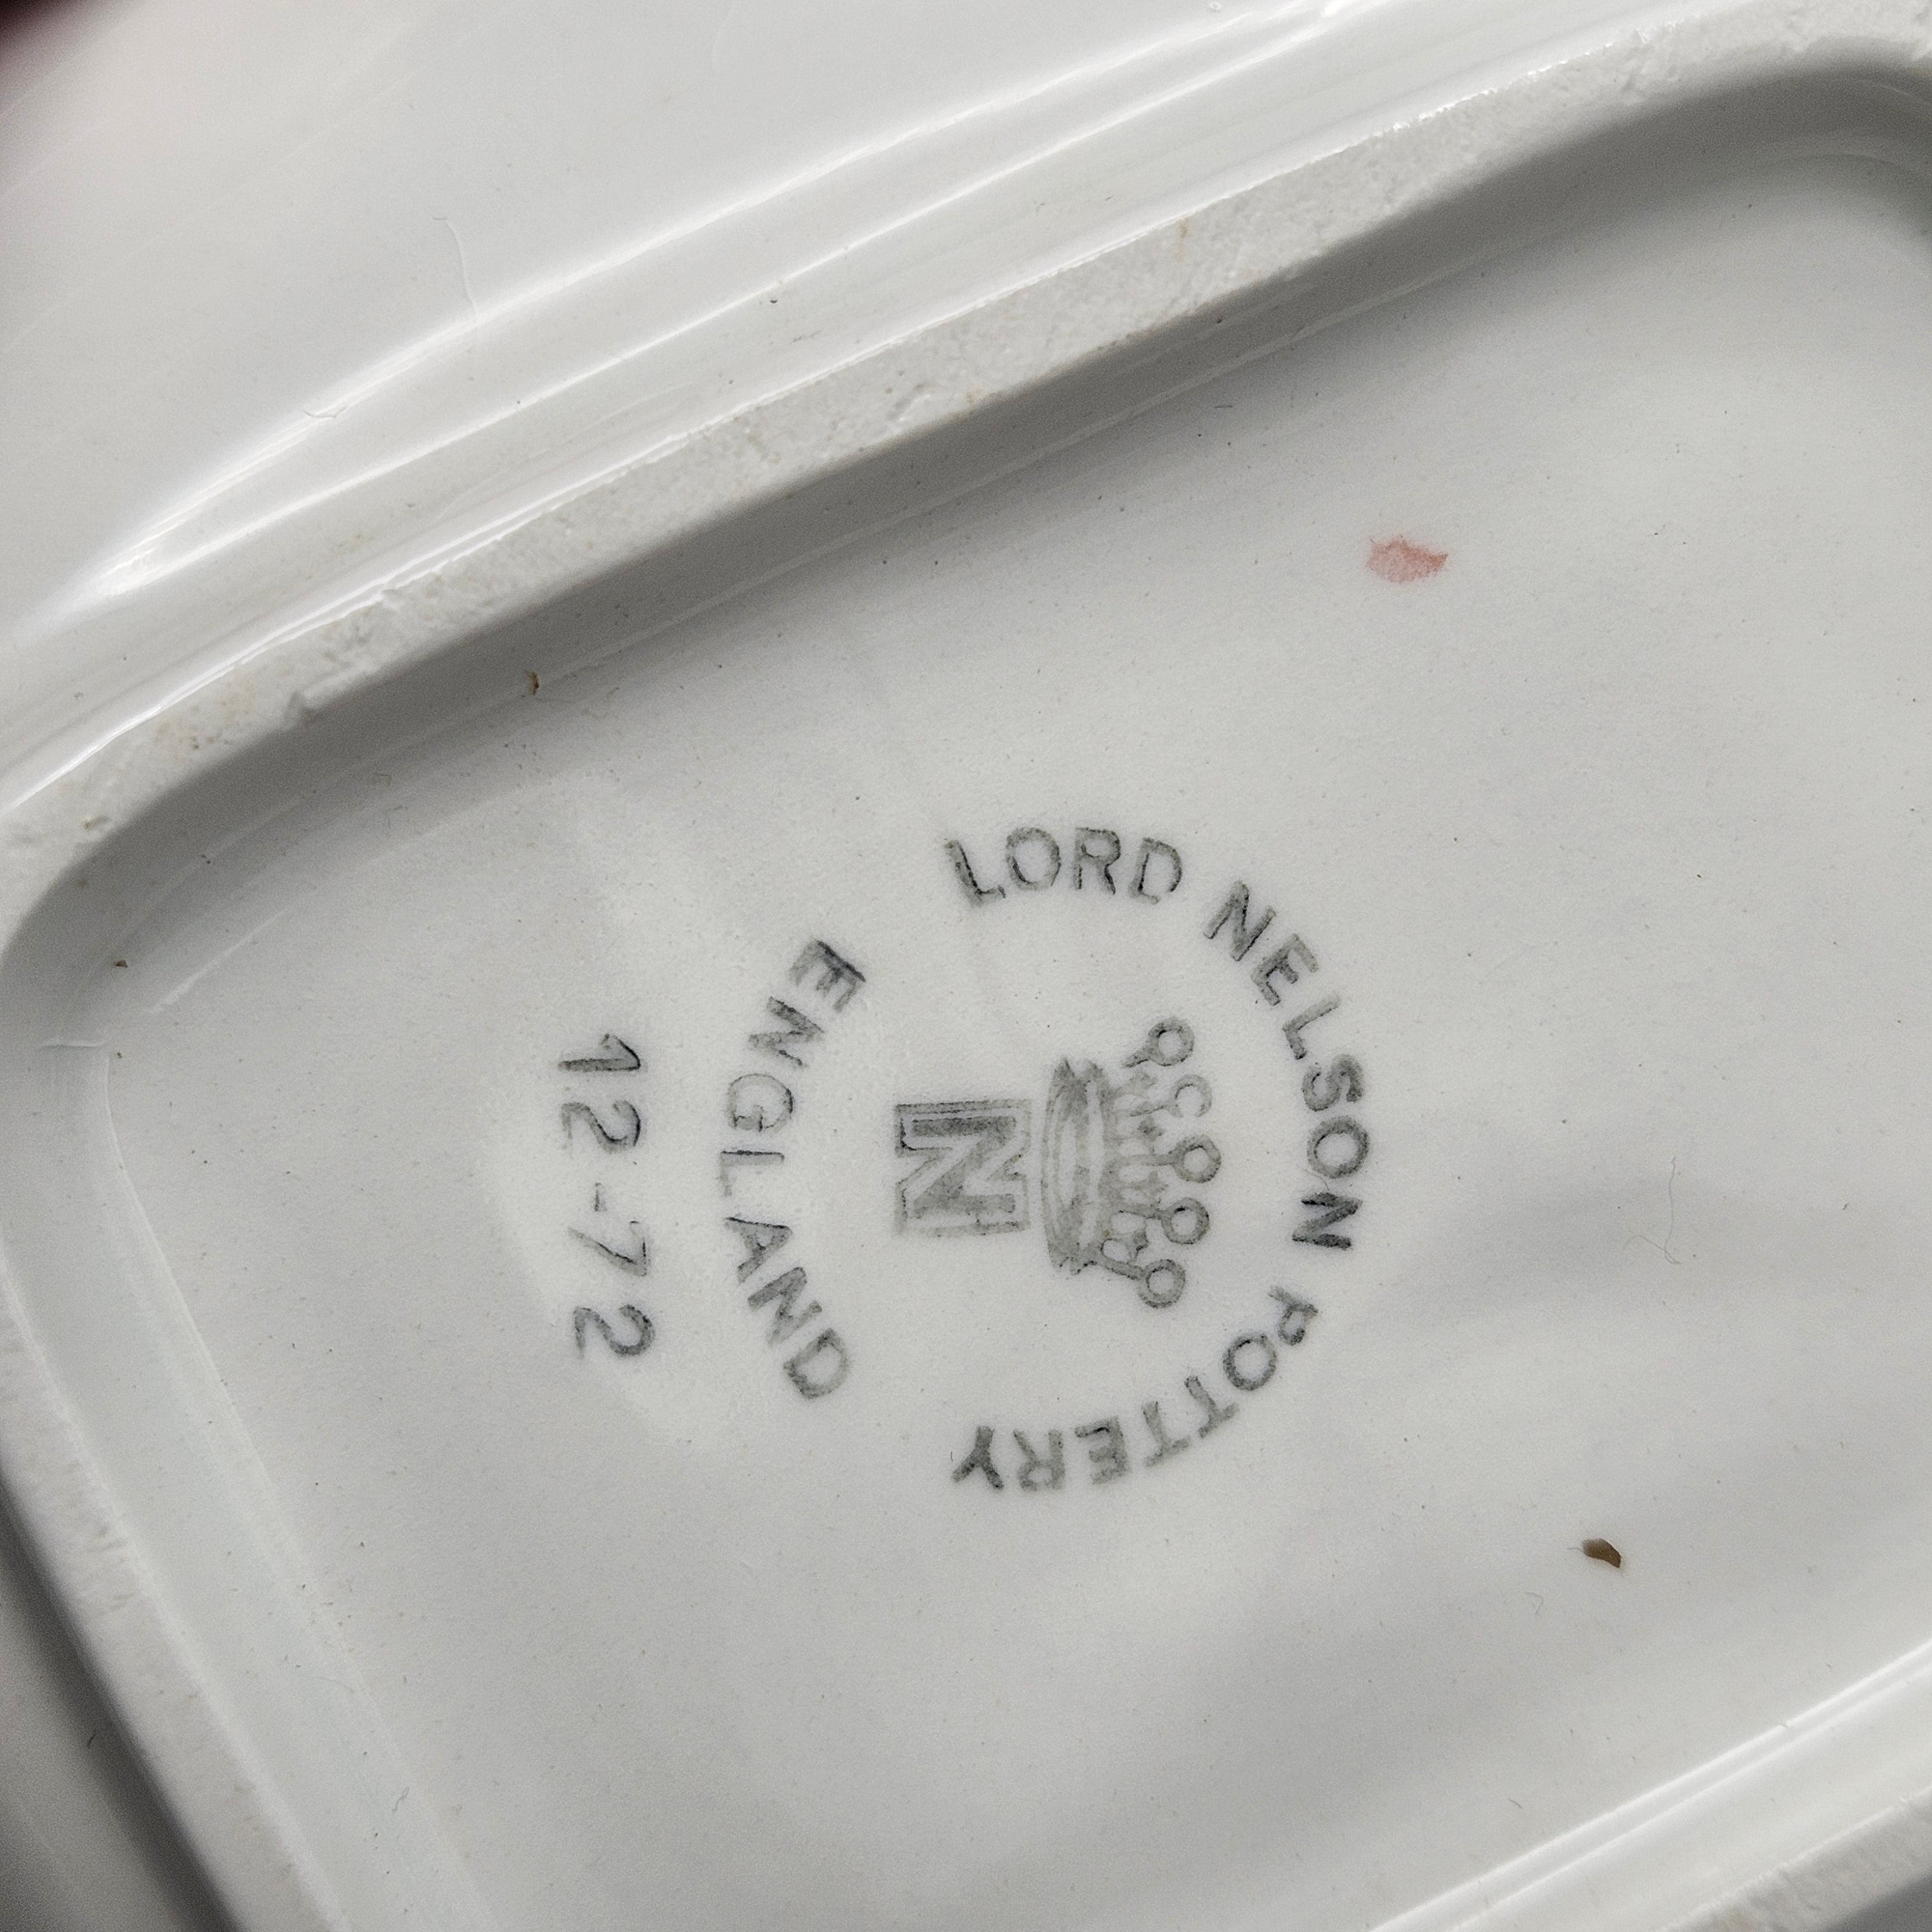 LORD NELSON POTTERY
N
ENGLAND
12-72